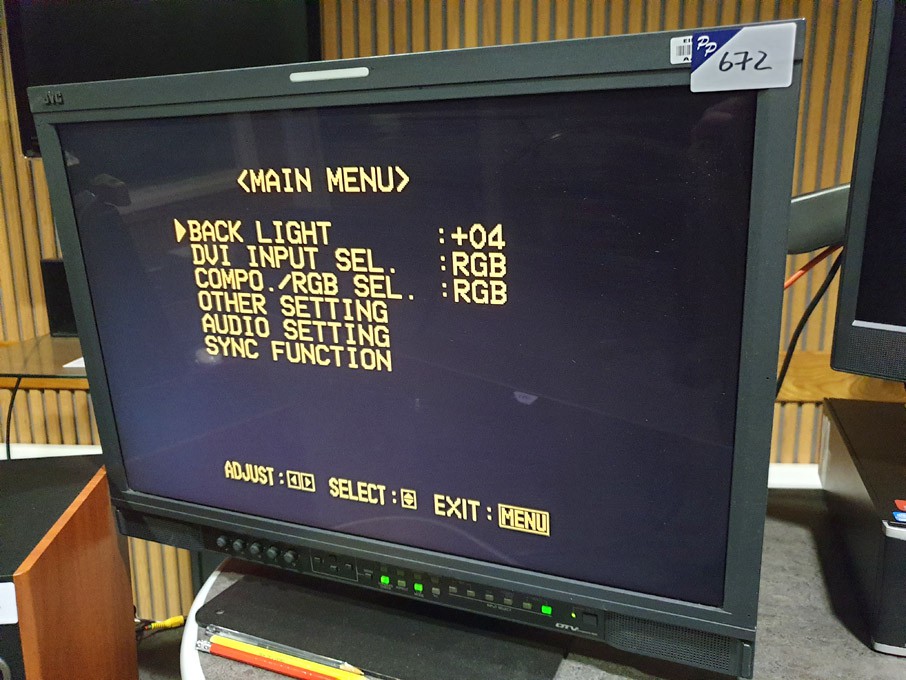 PP
672
JVC
<MAIN MENU>
BACK LIGHT :+04
DVI INPUT SEL. :RGB
COMPO./RGB SEL. :RGB
OTHER SETTING
AUDIO SETTING
SYNC FUNCTION
ADJUST: SELECT: EXIT: MENU
DTV